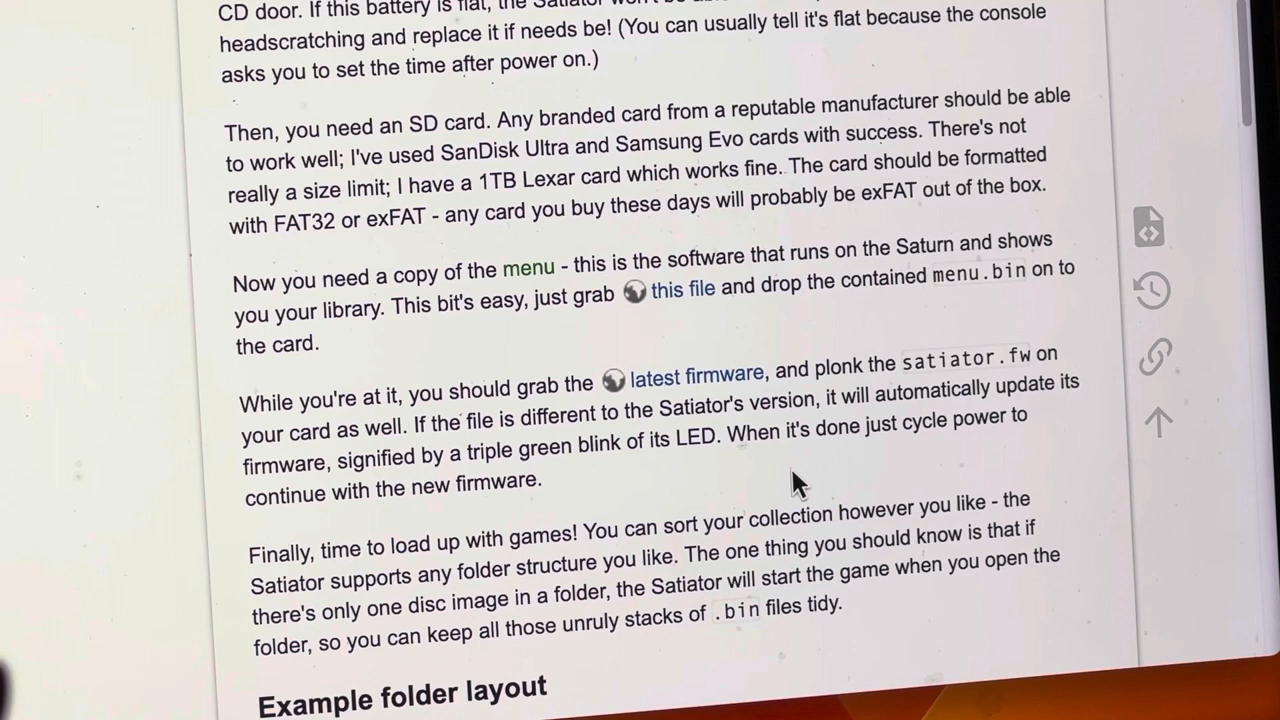 CD door. If this battery is flat, the Satiator won't be
headscratching and replace it if needs be! (You can usually tell it's flat because the console
asks you to set the time after power on.)
Then, you need an SD card. Any branded card from a reputable manufacturer should be able
to work well; I've used SanDisk Ultra and Samsung Evo cards with success. There's not
really a size limit; I have a 1TB Lexar card which works fine. The card should be formatted
with FAT32 or exFAT - any card you buy these days will probably be exFAT out of the box.
Now you need a copy of the menu - this is the software that runs on the Saturn and shows
you your library. This bit's easy, just grab this file and drop the contained menu.bin on to
the card.
While you're at it, you should grab the latest firmware, and plonk the satiator.fw on
your card as well. If the file is different to the Satiator's version, it will automatically update its
firmware, signified by a triple green blink of its LED. When it's done just cycle power to
continue with the new firmware.
Finally, time to load up with games! You can sort your collection however you like - the
Satiator supports any folder structure you like. The one thing you should know is that if
there's only one disc image in a folder, the Satiator will start the game when you open the
folder, so you can keep all those unruly stacks of .bin files tidy.
Example folder layout